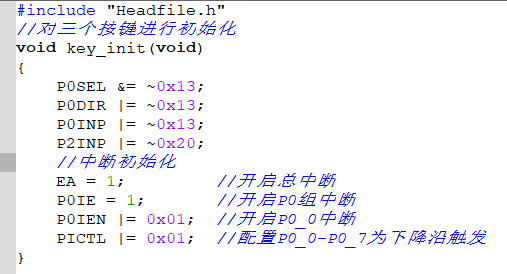 #include "Headfile.h"
//对三个按键进行初始化
void key_init(void)
{
    P0SEL &= ~0x13;
    P0DIR |= ~0x13;
    P0INP |= ~0x13;
    P2INP |= ~0x20;
    //中断初始化
    EA = 1;         //开启总中断
    P0IE = 1;       //开启P0组中断
    P0IEN |= 0x01;  //开启P0_0中断
    PICTL |= 0x01;  //配置P0_0-P0_7为下降沿触发
}